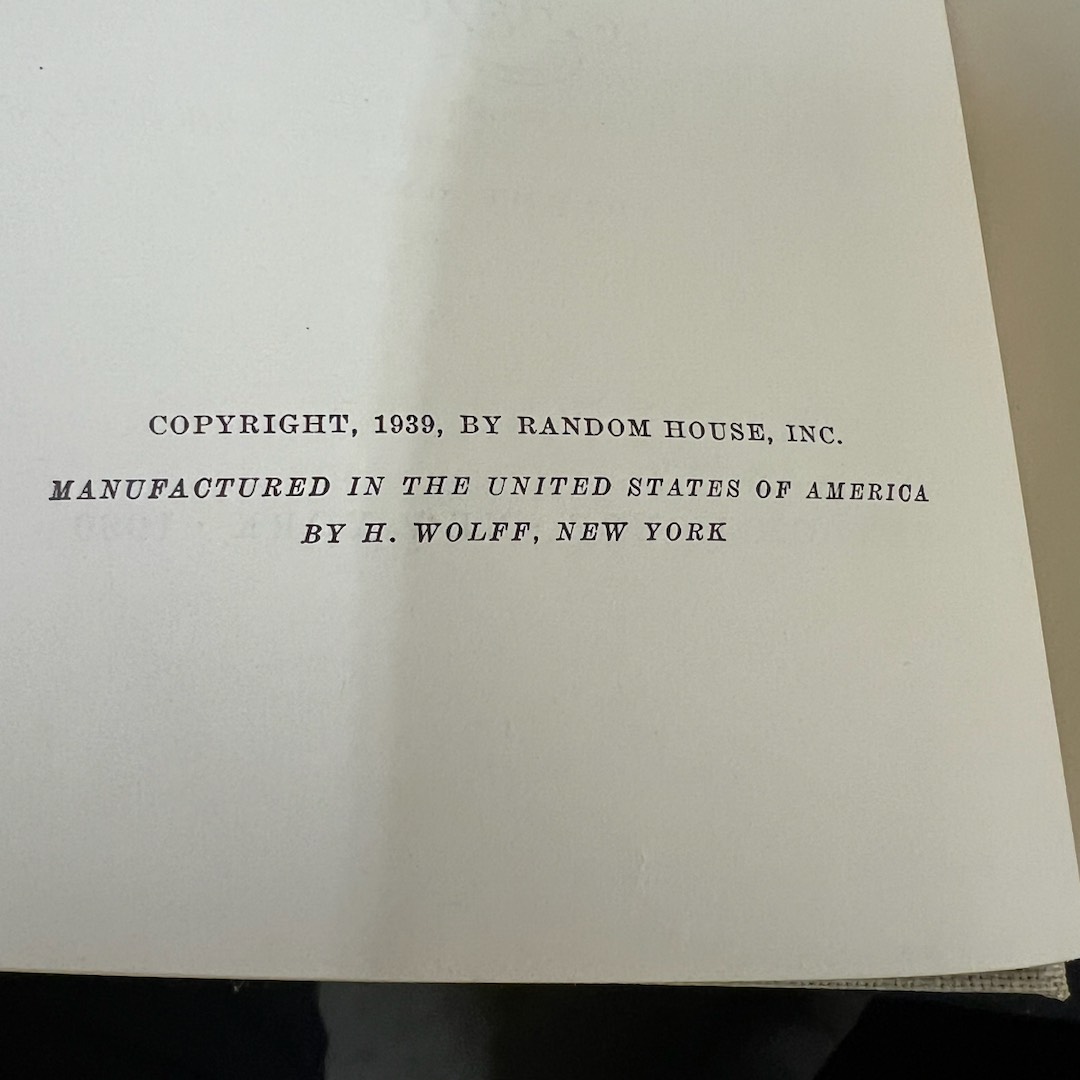 COPYRIGHT, 1939, BY RANDOM HOUSE, INC.
MANUFACTURED IN THE UNITED STATES OF AMERICA
BY H. WOLFF, NEW YORK